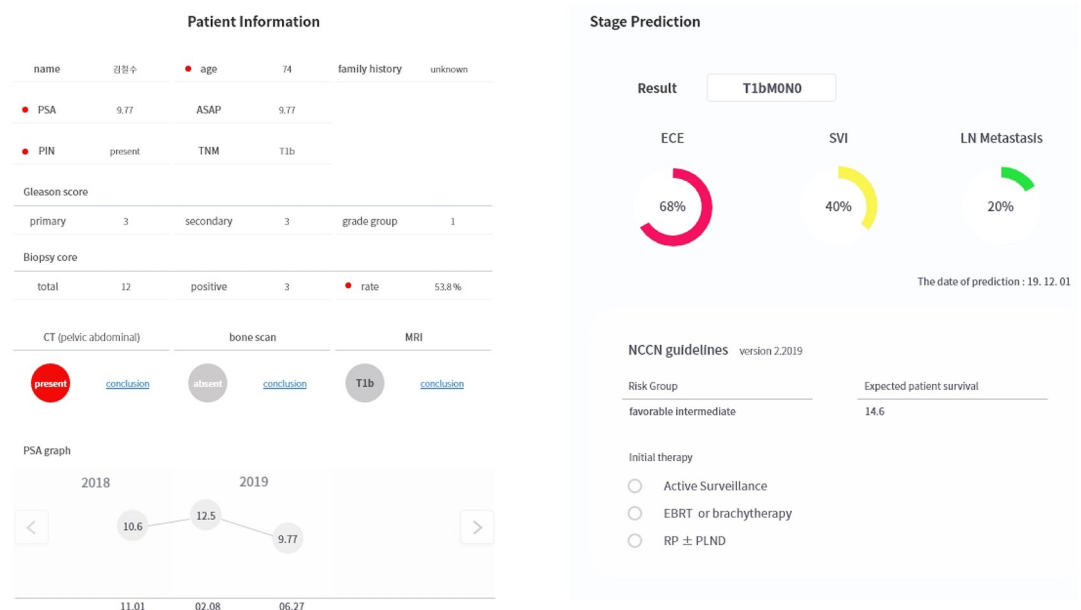 Patient Information
name 김철수 age 74 family history unknown
PSA 9.77 ASAP 9.77
PIN present TNM T1b
Gleason score
primary 3 secondary 3 grade group 1
Biopsy core
total 12 positive 3 rate 53.8%
CT (pelvic abdominal) bone scan MRI
present conclusion absent conclusion T1b conclusion
PSA graph
2018 2019
10.6 12.5 9.77
11.01 02.08 06.27
Stage Prediction
Result T1bM0N0
ECE SVI LN Metastasis
68% 40% 20%
The date of prediction : 19. 12. 01
NCCN guidelines version 2.2019
Risk Group Expected patient survival
favorable intermediate 14.6
Initial therapy
Active Surveillance
EBRT or brachytherapy
RP ± PLND